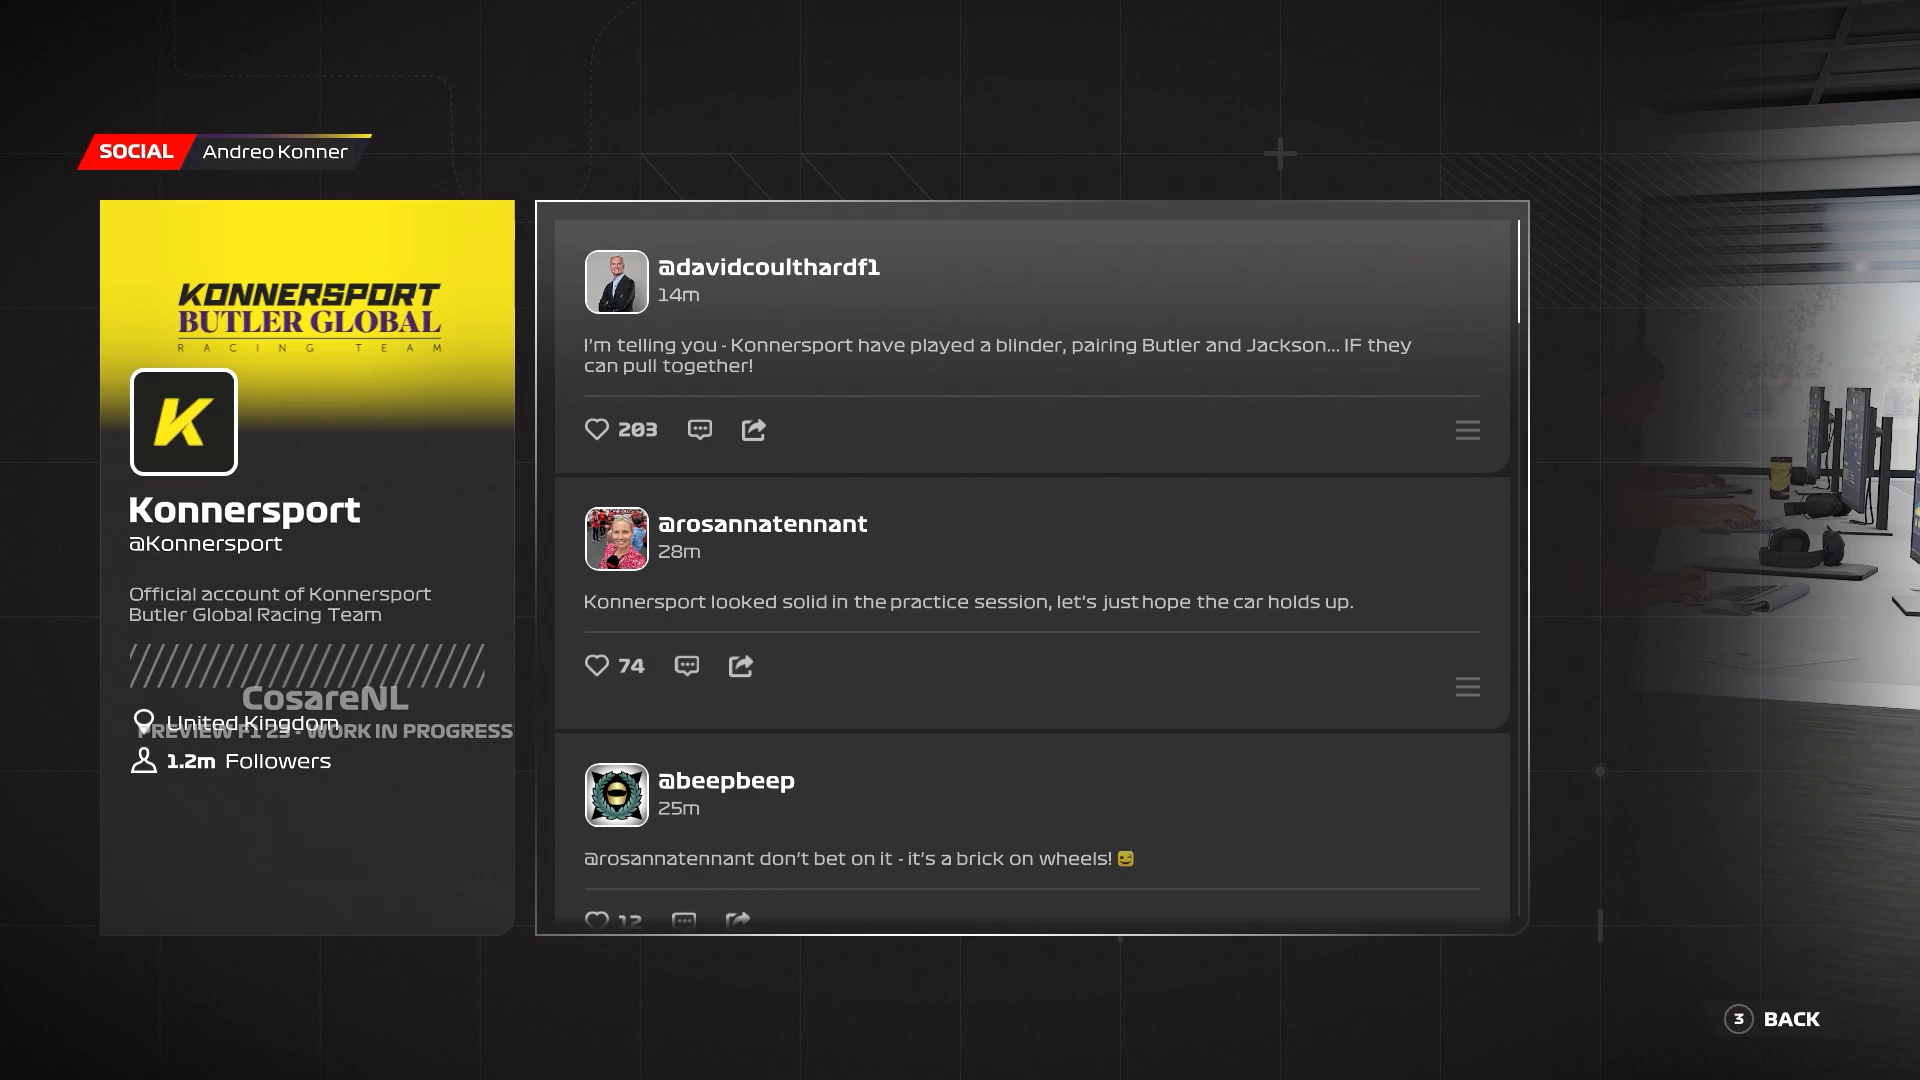 SOCIAL Andreo Konner
KONNERSPORT
BUTLER GLOBAL
RACING TEAM
K
Konnersport
@Konnersport
Official account of Konnersport
Butler Global Racing Team
CosareNL
United Kingdom
PREVIEW F1 23 - WORK IN PROGRESS
1.2m Followers
@davidcoulthardf1
14m
I'm telling you - Konnersport have played a blinder, pairing Butler and Jackson... IF they
can pull together!
203
@rosannatennant
28m
Konnersport looked solid in the practice session, let's just hope the car holds up.
74
@beepbeep
25m
@rosannatennant don't bet on it - it's a brick on wheels! 😉
12
3 BACK